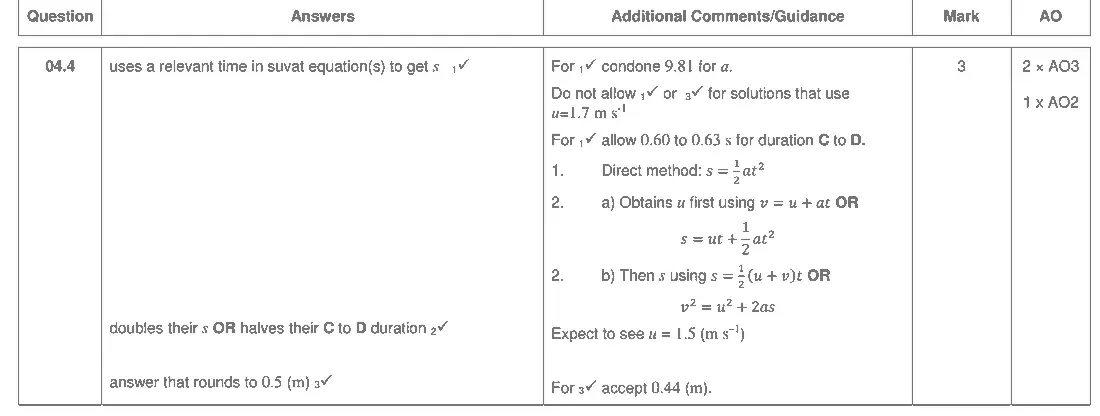 Question Answers Additional Comments/Guidance Mark AO
04.4 uses a relevant time in suvat equation(s) to get s ₁✓ For ₁✓ condone 9.81 for a. 3 2 × AO3
Do not allow ₁✓ or ₃✓ for solutions that use
u=1.7 m s⁻¹
1 x AO2
For ₁✓ allow 0.60 to 0.63 s for duration C to D.
1. Direct method: s = ½at²
2. a) Obtains u first using v = u + at OR
s = ut + ½at²
2. b) Then s using s = ½(u + v)t OR
v² = u² + 2as
doubles their s OR halves their C to D duration ₂✓
Expect to see u = 1.5 (m s⁻¹)
answer that rounds to 0.5 (m) ₃✓
For ₃✓ accept 0.44 (m).